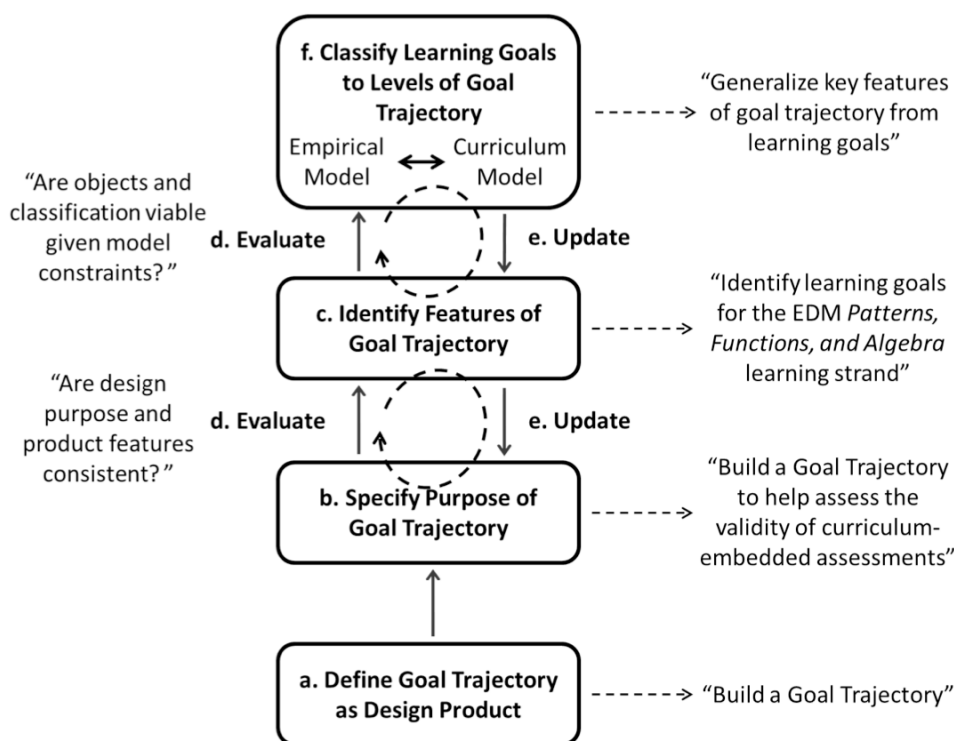 f. Classify Learning Goals
to Levels of Goal
Trajectory
Empirical
Model
Curriculum
Model
“Generalize key features
of goal trajectory from
learning goals”
“Are objects and
classification viable
given model
constraints?”
d. Evaluate
e. Update
c. Identify Features of
Goal Trajectory
“Identify learning goals
for the EDM Patterns,
Functions, and Algebra
learning strand”
“Are design
purpose and
product features
consistent?”
d. Evaluate
e. Update
b. Specify Purpose of
Goal Trajectory
“Build a Goal Trajectory
to help assess the
validity of curriculum-
embedded assessments”
a. Define Goal Trajectory
as Design Product
“Build a Goal Trajectory”